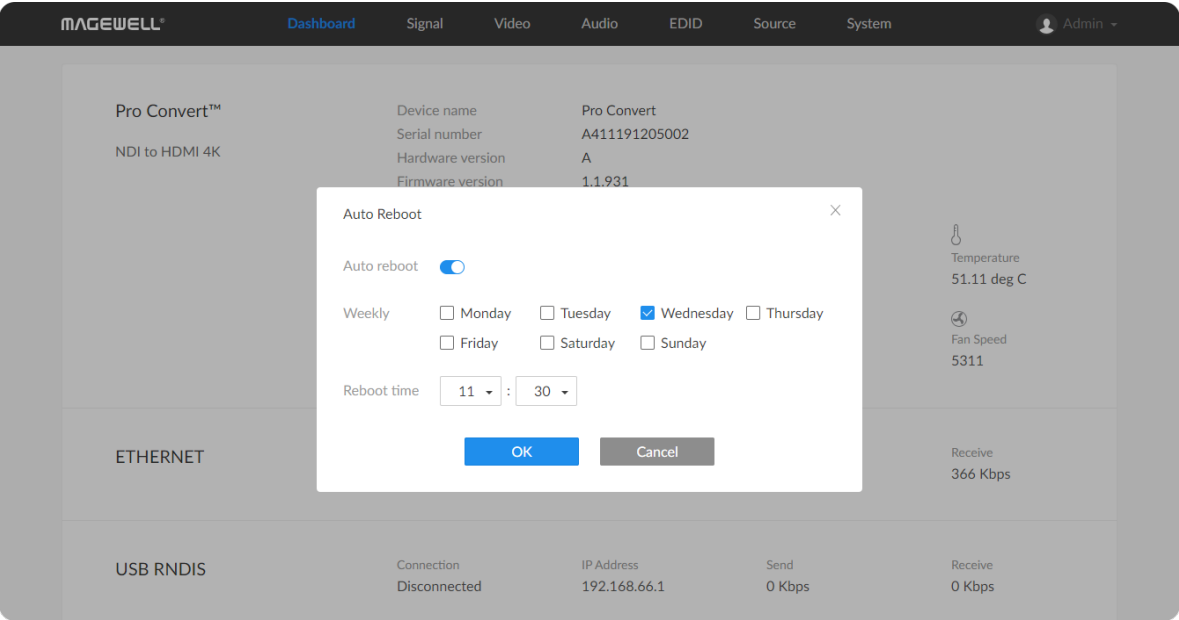 MAGEWELL®
Dashboard Signal Video Audio EDID Source System Admin
Pro Convert™
NDI to HDMI 4K
Device name Pro Convert
Serial number A411191205002
Hardware version A
Firmware version 1.1.931
Auto Reboot
Auto reboot
Weekly Monday Tuesday Wednesday Thursday
Friday Saturday Sunday
Reboot time 11 : 30
OK Cancel
Temperature
51.11 deg C
Fan Speed
5311
ETHERNET
Receive
366 Kbps
USB RNDIS
Connection IP Address Send Receive
Disconnected 192.168.66.1 0 Kbps 0 Kbps